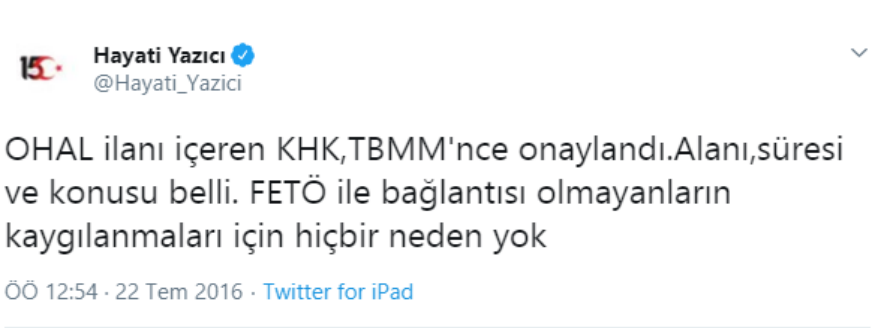 15
Hayati Yazıcı
@Hayati_Yazici
OHAL ilanı içeren KHK,TBMM'nce onaylandı.Alanı,süresi
ve konusu belli. FETÖ ile bağlantısı olmayanların
kaygılanmaları için hiçbir neden yok
ÖÖ 12:54 · 22 Tem 2016 · Twitter for iPad